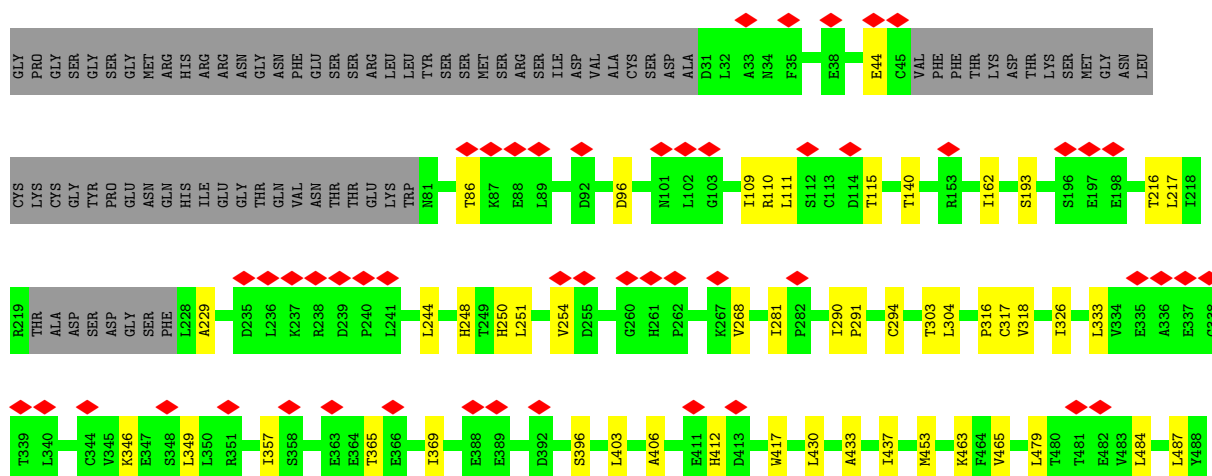 GLY PRO GLY SER GLY SER GLY MET ARG HIS ARG ARG ASN GLY ASN PHE GLU SER SER ARG LEU LEU TYR SER SER MET SER ARG SER ILE ASP VAL ALA CYS SER ASP ALA D31 L32 A33 N34 F35 E38 E44 C45 VAL PHE PHE THR LYS ASP THR LYS SER MET GLY ASN LEU
CYS LYS CYS GLY TYR PRO GLU ASN GLN HIS ILE GLU GLY THR GLN VAL ASN THR THR GLU LYS TRP N81 T86 K87 E88 L89 D92 D96 N101 L102 G103 I109 R110 L111 S112 C113 D114 T115 T140 R153 I162 S193 S196 E197 E198 T216 L217 I218
R219 THR ALA ASP SER ASP GLY SER PHE L228 A229 D235 L236 K237 R238 D239 P240 L241 L244 H248 T249 H250 L251 V254 D255 G260 H261 P262 K267 V268 I281 P282 I290 P291 C294 T303 L304 P316 C317 V318 I326 L333 V334 E335 A336 E337 C338
T339 L340 C344 V345 K346 E347 S348 L349 L350 R351 I357 S358 E363 E364 T365 E366 I369 E388 E389 D392 S396 L403 A406 E411 H412 D413 W417 L430 A433 I437 M453 K463 F464 V465 L479 T480 T481 E482 V483 L484 L487 Y488